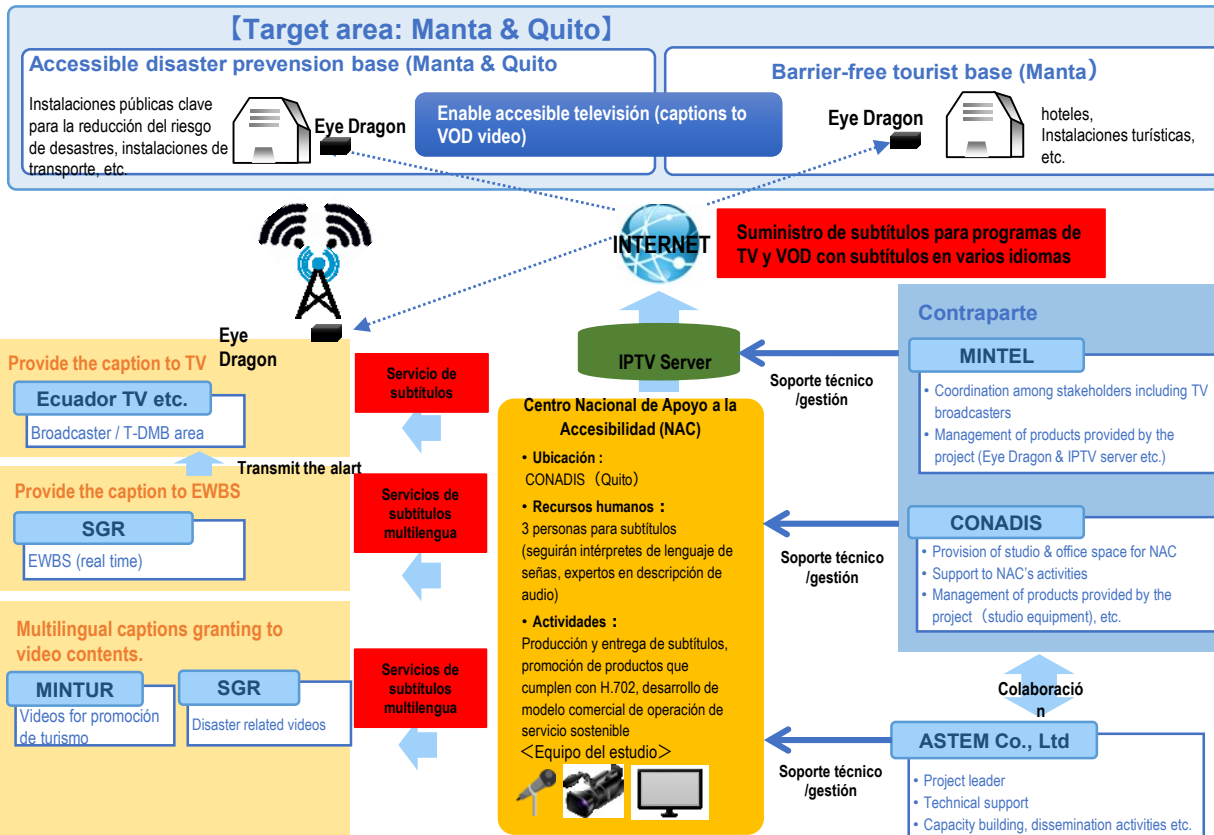 【Target area: Manta & Quito】
Accessible disaster prevension base (Manta & Quito
Instalaciones públicas clave
para la reducción del riesgo
de desastres, instalaciones de
transporte, etc.
Eye Dragon
Enable accesible televisión (captions to
VOD video)
Barrier-free tourist base (Manta）
Eye Dragon
hoteles,
Instalaciones turísticas,
etc.
INTERNET
Suministro de subtítulos para programas de
TV y VOD con subtítulos en varios idiomas
Eye
Dragon
Provide the caption to TV
Ecuador TV etc.
Broadcaster / T-DMB area
Transmit the alart
Provide the caption to EWBS
SGR
EWBS (real time)
Multilingual captions granting to
video contents.
MINTUR
Videos for promoción
de turismo
SGR
Disaster related videos
Servicio de
subtítulos
Servicios de
subtítulos
multilengua
Servicios de
subtítulos
multilengua
IPTV Server
Centro Nacional de Apoyo a la
Accesibilidad (NAC)
• Ubicación :
CONADIS（Quito）
• Recursos humanos：
3 personas para subtítulos
(seguirán intérpretes de lenguaje de
señas, expertos en descripción de
audio)
• Actividades：
Producción y entrega de subtítulos,
promoción de productos que
cumplen con H.702, desarrollo de
modelo comercial de operación de
servicio sostenible
＜Equipo del estudio＞
Soporte técnico
/gestión
Soporte técnico
/gestión
Soporte técnico
/gestión
Contraparte
MINTEL
• Coordination among stakeholders including TV
broadcasters
• Management of products provided by the
project (Eye Dragon & IPTV server etc.)
CONADIS
• Provision of studio & office space for NAC
• Support to NAC's activities
• Management of products provided by the
project（studio equipment), etc.
Colaboració
n
ASTEM Co., Ltd
• Project leader
• Technical support
• Capacity building, dissemination activities etc.